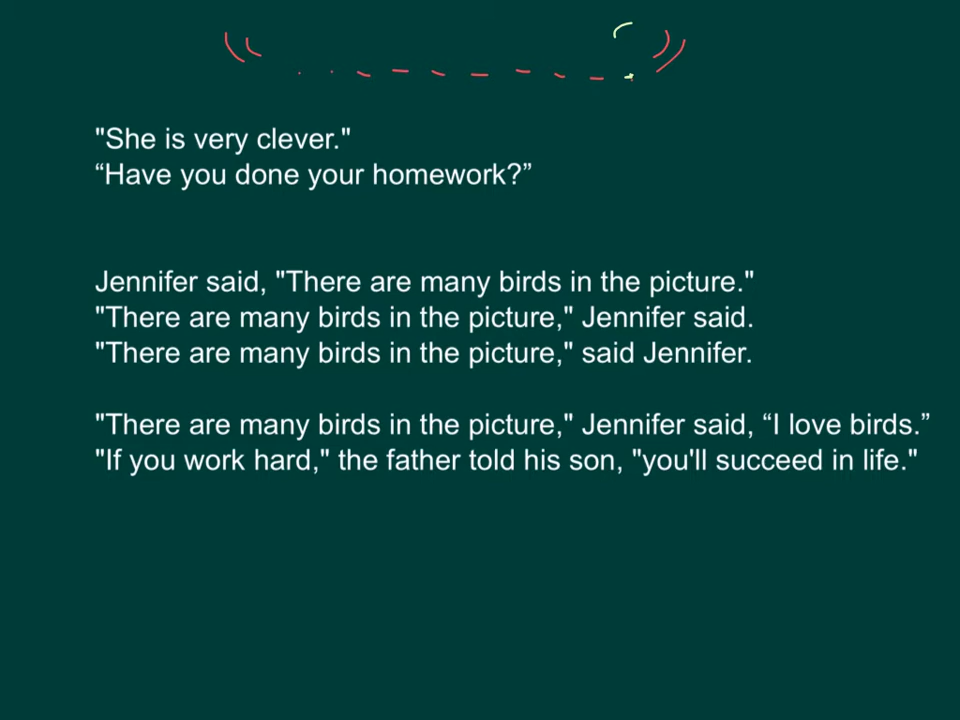 "She is very clever."
“Have you done your homework?”
Jennifer said, "There are many birds in the picture."
"There are many birds in the picture," Jennifer said.
"There are many birds in the picture," said Jennifer.
"There are many birds in the picture," Jennifer said, “I love birds.”
"If you work hard," the father told his son, "you'll succeed in life."